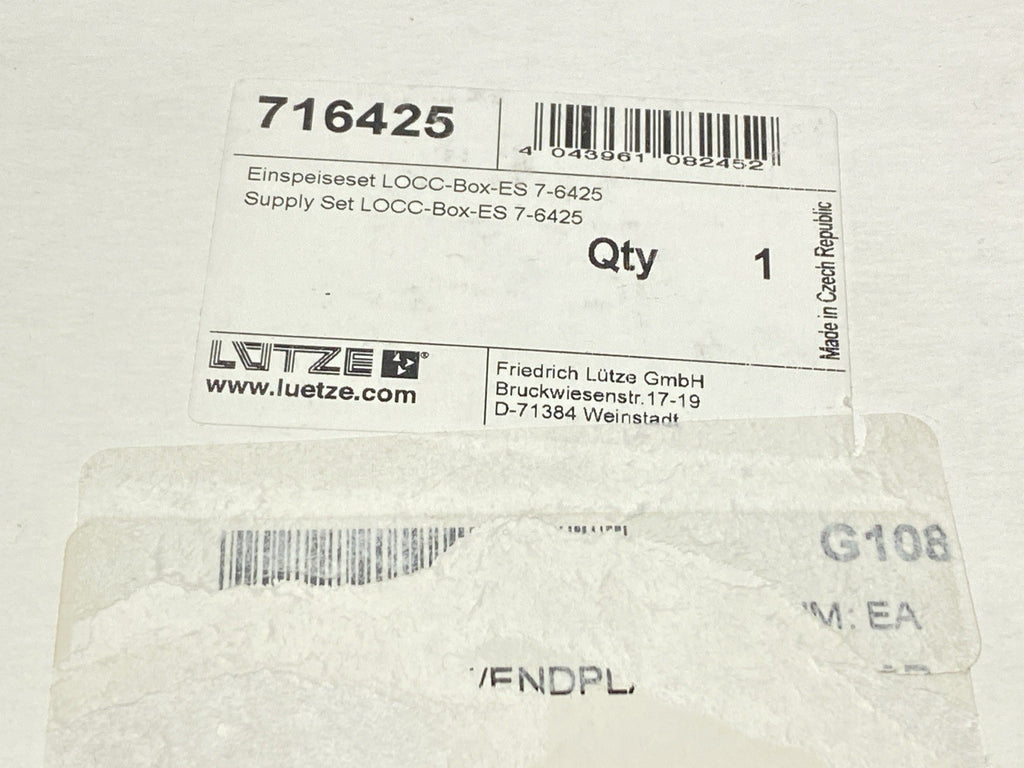 716425
4 043961 082452
Einspeiseset LOCC-Box-ES 7-6425
Supply Set LOCC-Box-ES 7-6425
Qty 1
Made in Czech Republic
LÜTZE®
www.luetze.com
Friedrich Lütze GmbH
Bruckwiesenstr.17-19
D-71384 Weinstadt
G108
EA